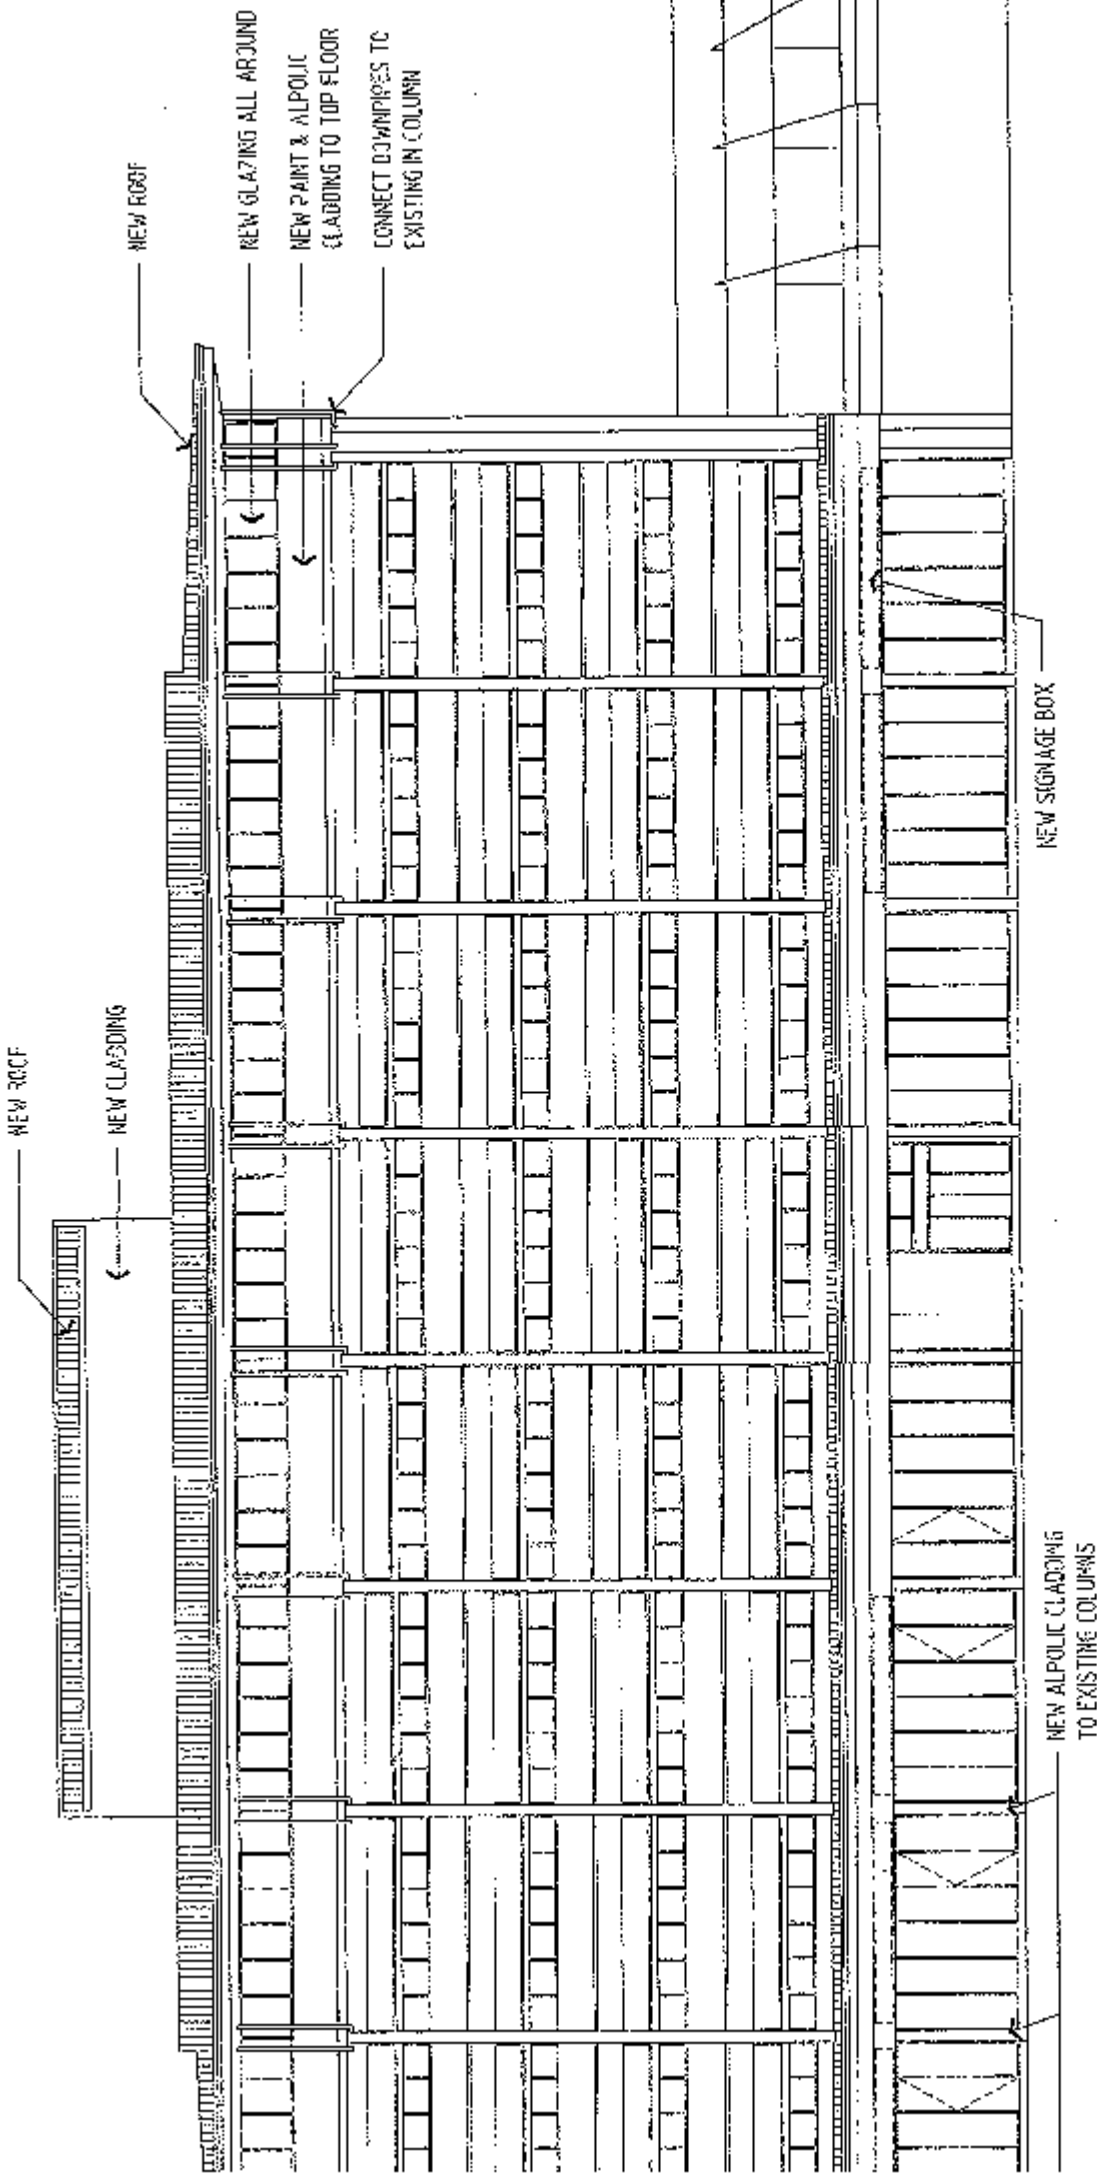 NEW ROOF
NEW CLADDING
NEW ROOF
NEW GLAZING ALL AROUND
NEW PAINT & ALPOLIC
CLADDING TO TOP FLOOR
CONNECT DOWNPIPES TO
EXISTING IN COLUMN
NEW ALPOLIC CLADDING
TO EXISTING COLUMNS
NEW SIGNAGE BOX